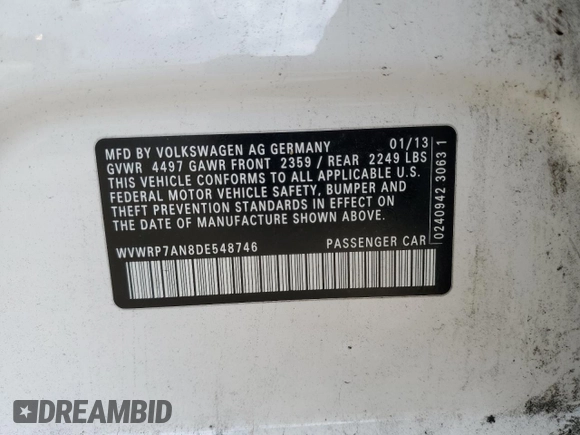 MFD BY VOLKSWAGEN AG GERMANY 01/13
GVWR 4497 GAWR FRONT 2359 / REAR 2249 LBS
THIS VEHICLE CONFORMS TO ALL APPLICABLE U.S.
FEDERAL MOTOR VEHICLE SAFETY, BUMPER AND
THEFT PREVENTION STANDARDS IN EFFECT ON
THE DATE OF MANUFACTURE SHOWN ABOVE.
WVWRP7AN8DE548746 PASSENGER CAR
0240942 3063 1
DREAMBID